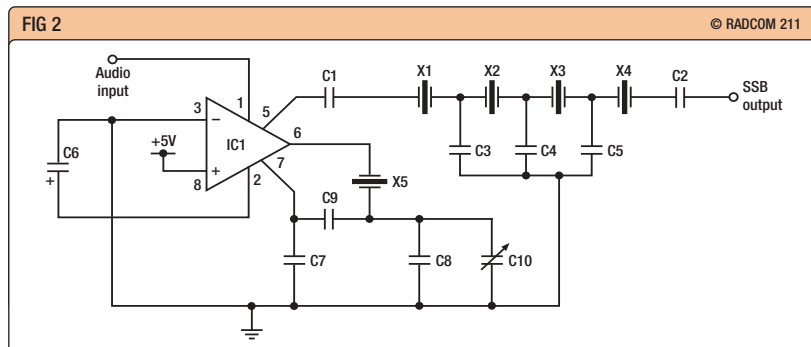 FIG 2
© RADCOM 211
Audio
input
1
3
−
5
IC1
6
+5V
7
+
8
2
C6
+
C1
X1
X2
X3
X4
C2
SSB
output
C3
C4
C5
X5
C9
C7
C8
C10